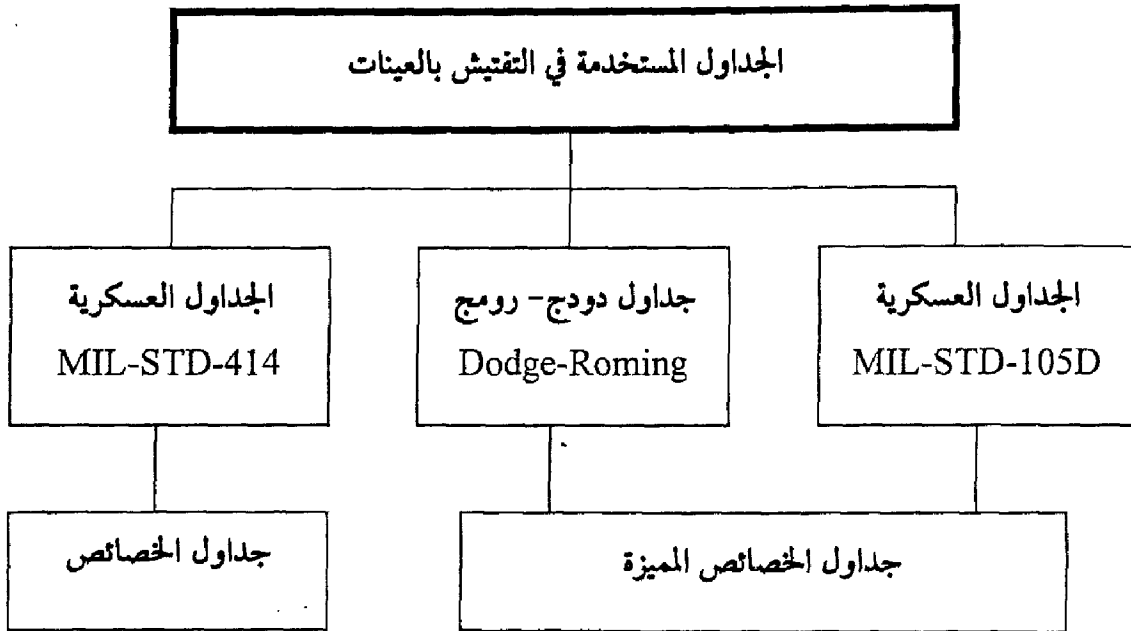 الجداول المستخدمة في التفتيش بالعينات
الجداول العسكرية
MIL-STD-105D
جداول دودج- رومج
Dodge-Roming
الجداول العسكرية
MIL-STD-414
جداول الخصائص المميزة
جداول الخصائص